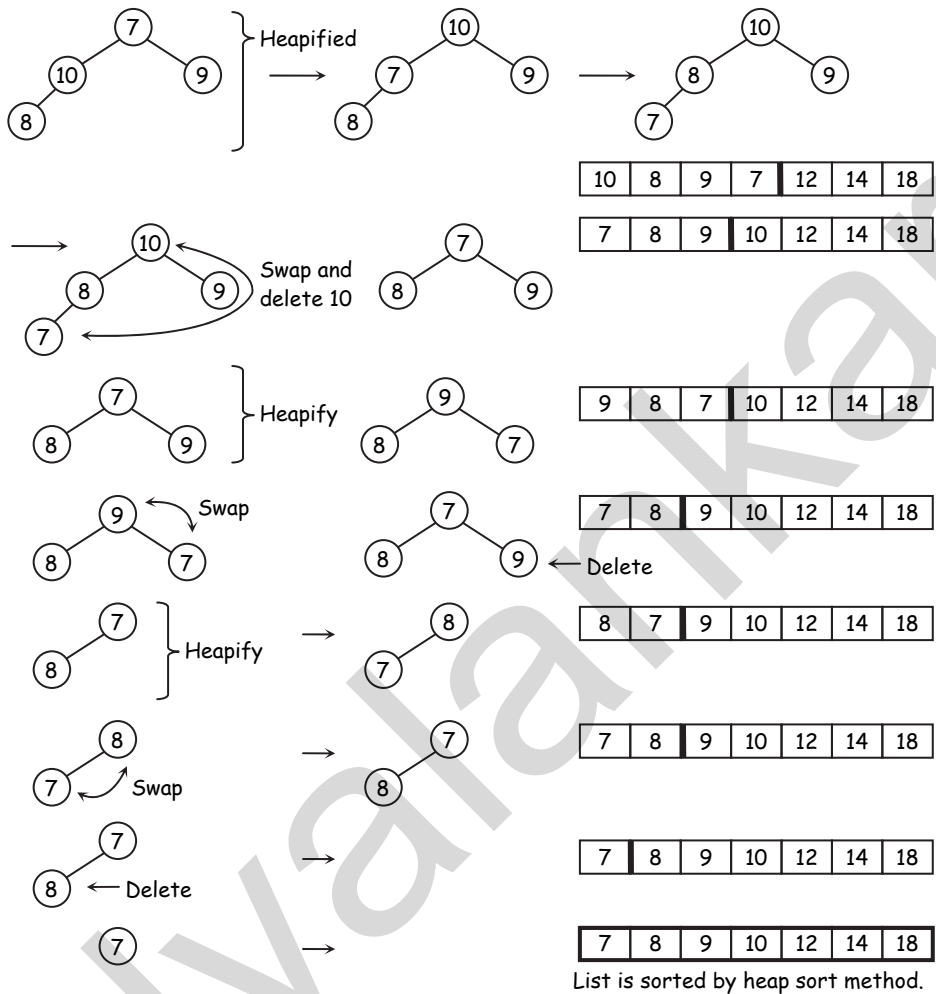 7
Heapified
10
10
10 9
7 9
8 9
8
8
7
10 8 9 7 12 14 18
7 8 9 10 12 14 18
10
7
Swap and
delete 10
8 9
8 9
7
7
Heapify
9
9 8 7 10 12 14 18
8 9
8 7
9
Swap
7
7 8 9 10 12 14 18
8 7
8 9
Delete
7
8
8 7 9 10 12 14 18
Heapify
8
7
8
7
7 8 9 10 12 14 18
7
Swap
8
7
7 8 9 10 12 14 18
8
Delete
7
7 8 9 10 12 14 18
List is sorted by heap sort method.